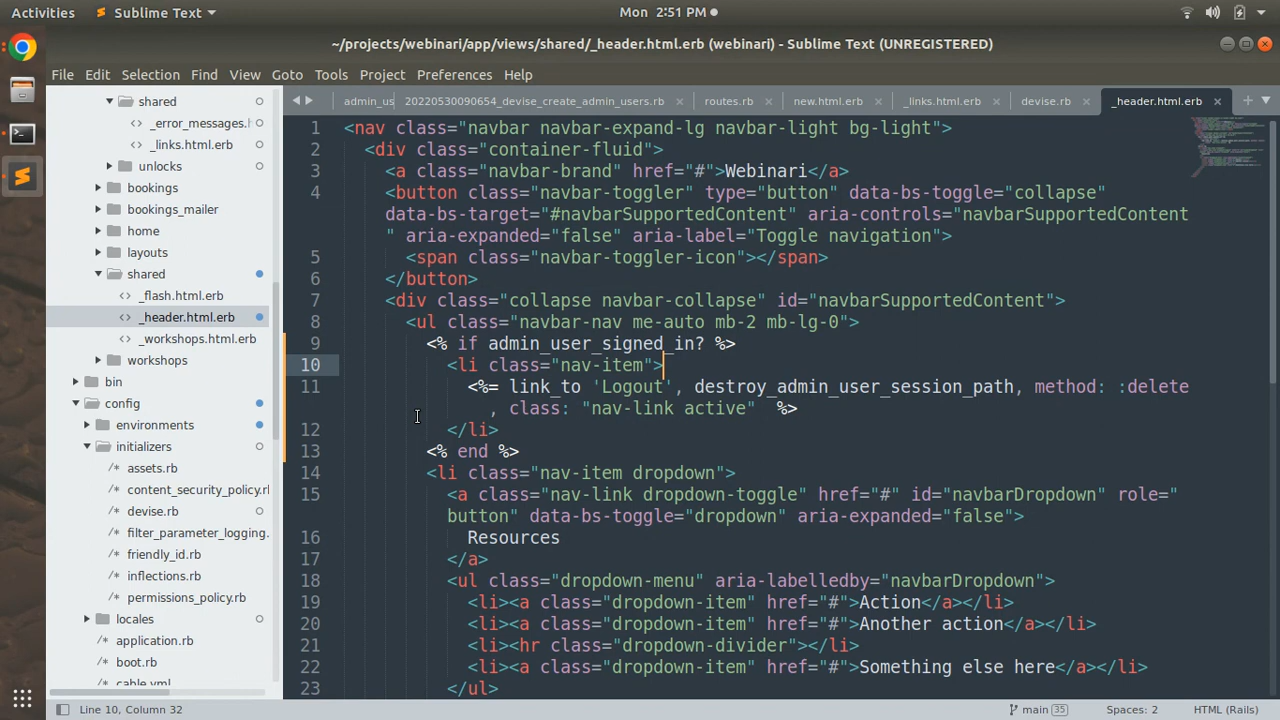 Activities
Sublime Text
Mon 2:51 PM
~/projects/webinari/app/views/shared/_header.html.erb (webinari) - Sublime Text (UNREGISTERED)
File Edit Selection Find View Goto Tools Project Preferences Help
admin_us 20220530090654_devise_create_admin_users.rb routes.rb new.html.erb _links.html.erb devise.rb _header.html.erb
shared
_error_messages.h
_links.html.erb
unlocks
bookings
bookings_mailer
home
layouts
shared
_flash.html.erb
_header.html.erb
_workshops.html.erb
workshops
bin
config
environments
initializers
assets.rb
content_security_policy.rl
devise.rb
filter_parameter_logging.
friendly_id.rb
inflections.rb
permissions_policy.rb
locales
application.rb
boot.rb
cable.yml
1 <nav class="navbar navbar-expand-lg navbar-light bg-light">
2 <div class="container-fluid">
3 <a class="navbar-brand" href="#">Webinari</a>
4 <button class="navbar-toggler" type="button" data-bs-toggle="collapse"
data-bs-target="#navbarSupportedContent" aria-controls="navbarSupportedContent
" aria-expanded="false" aria-label="Toggle navigation">
5 <span class="navbar-toggler-icon"></span>
6 </button>
7 <div class="collapse navbar-collapse" id="navbarSupportedContent">
8 <ul class="navbar-nav me-auto mb-2 mb-lg-0">
9 <% if admin_user_signed_in? %>
10 <li class="nav-item">
11 <%= link_to 'Logout', destroy_admin_user_session_path, method: :delete
, class: "nav-link active" %>
12 </li>
13 <% end %>
14 <li class="nav-item dropdown">
15 <a class="nav-link dropdown-toggle" href="#" id="navbarDropdown" role="
button" data-bs-toggle="dropdown" aria-expanded="false">
16 Resources
17 </a>
18 <ul class="dropdown-menu" aria-labelledby="navbarDropdown">
19 <li><a class="dropdown-item" href="#">Action</a></li>
20 <li><a class="dropdown-item" href="#">Another action</a></li>
21 <li><hr class="dropdown-divider"></li>
22 <li><a class="dropdown-item" href="#">Something else here</a></li>
23 </ul>
Line 10, Column 32
main 35
Spaces: 2
HTML (Rails)